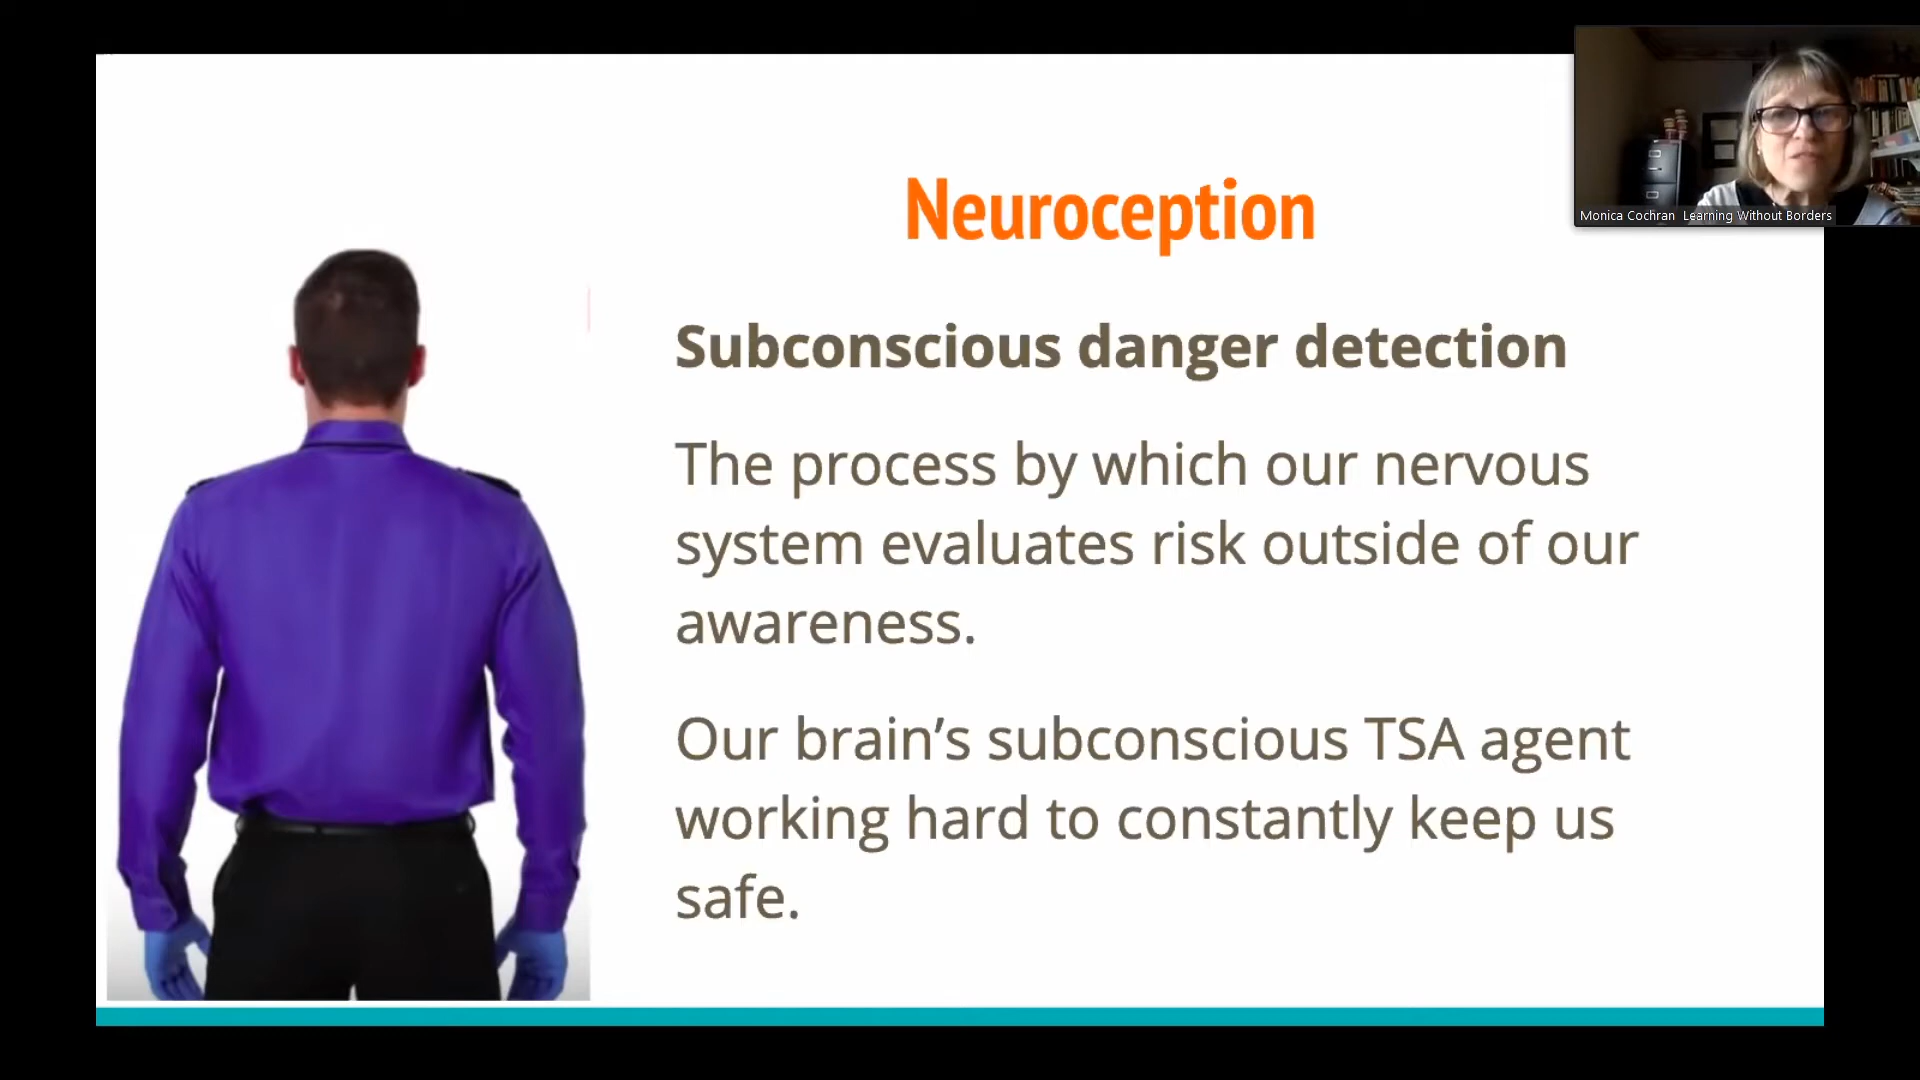 Neuroception
Monica Cochran  Learning Without Borders
Subconscious danger detection
The process by which our nervous
system evaluates risk outside of our
awareness.
Our brain’s subconscious TSA agent
working hard to constantly keep us
safe.